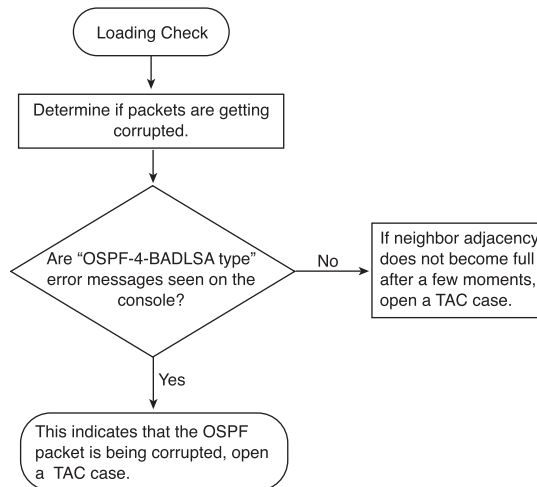 Loading Check
Determine if packets are getting
corrupted.
Are “OSPF-4-BADLSA type”
error messages seen on the
console?
No
If neighbor adjacency
does not become full
after a few moments,
open a TAC case.
Yes
This indicates that the OSPF
packet is being corrupted, open
a TAC case.